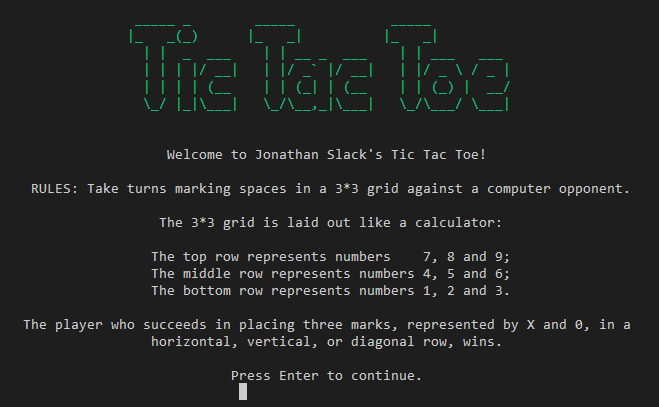 Tic Tac Toe
Welcome to Jonathan Slack's Tic Tac Toe!
RULES: Take turns marking spaces in a 3*3 grid against a computer opponent.
The 3*3 grid is laid out like a calculator:
The top row represents numbers 7, 8 and 9;
The middle row represents numbers 4, 5 and 6;
The bottom row represents numbers 1, 2 and 3.
The player who succeeds in placing three marks, represented by X and 0, in a
horizontal, vertical, or diagonal row, wins.
Press Enter to continue.